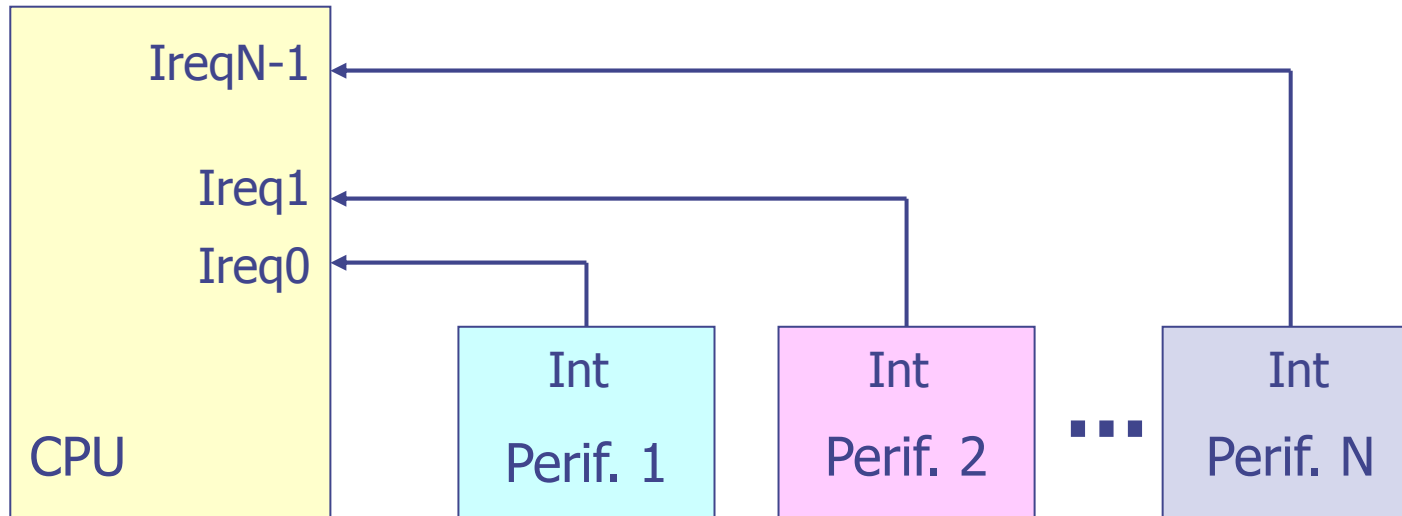 IreqN-1
Ireq1
Ireq0
CPU
Int
Perif. 1
Int
Perif. 2
...
Int
Perif. N